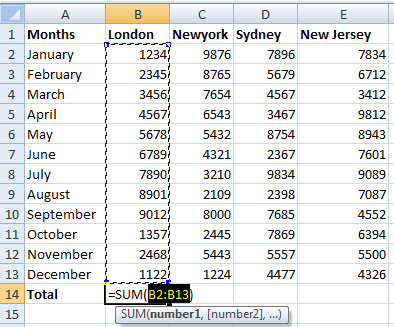 A B C D E
1 Months London Newyork Sydney New Jersey
2 January 1234 9876 7896 7834
3 February 2345 8765 5679 6712
4 March 3456 7654 4567 3412
5 April 4567 6543 3467 9812
6 May 5678 5432 8754 8943
7 June 6789 4321 2367 7601
8 July 7890 3210 9834 9089
9 August 8901 2109 2398 7087
10 September 9012 8000 7685 4552
11 October 1357 2445 7869 6394
12 November 2468 5443 5557 5500
13 December 1122 1224 4477 4326
14 Total =SUM(B2:B13)
15 SUM(number1, [number2], ...)